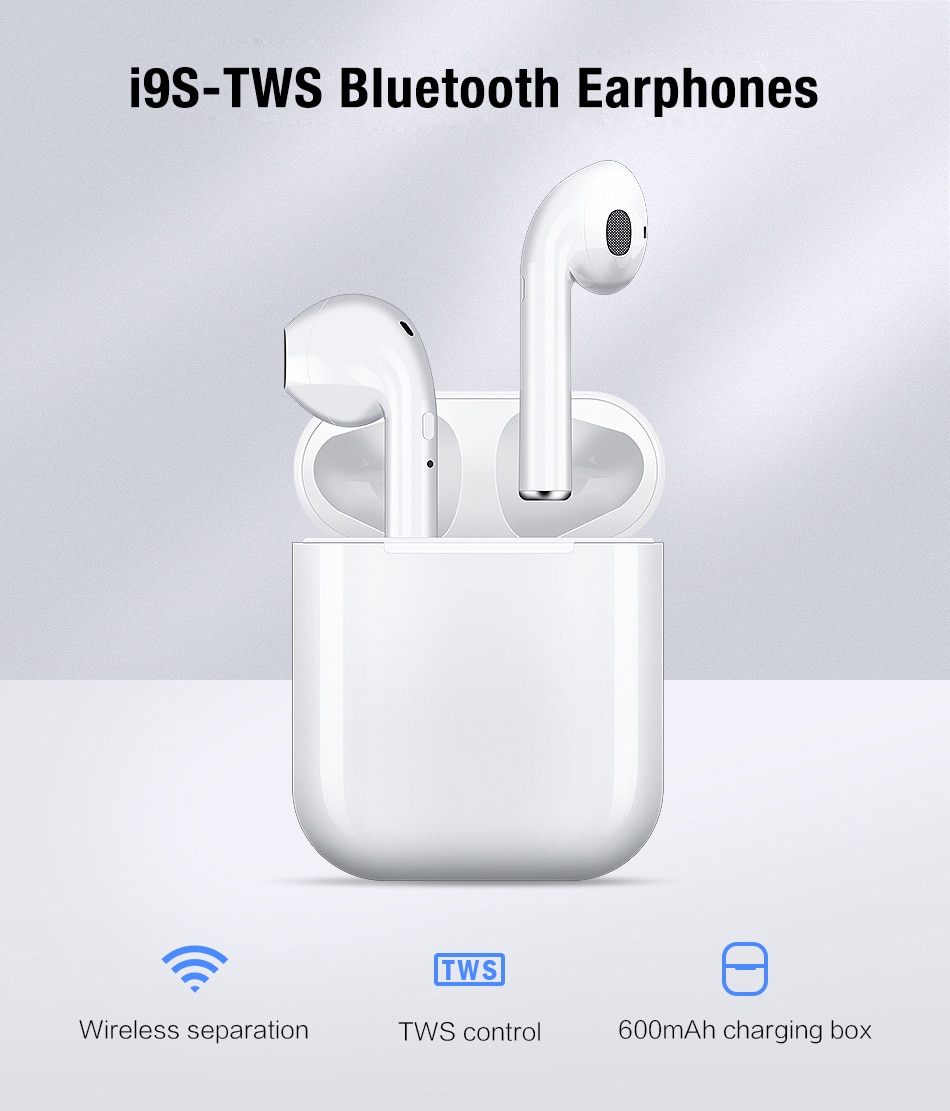 i9S-TWS Bluetooth Earphones
TWS
Wireless separation
TWS control
600mAh charging box